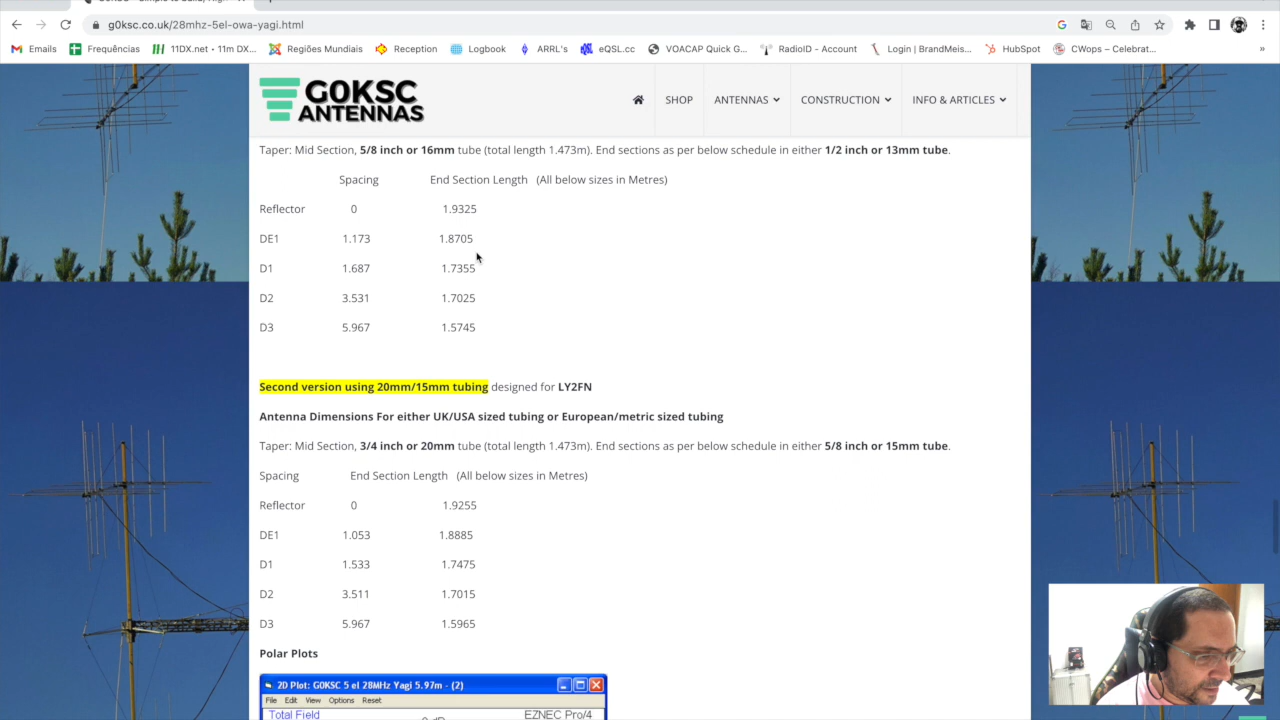 g0ksc.co.uk/28mhz-5el-owa-yagi.html
Emails Frequências 11DX.net • 11m DX... Regiões Mundiais Reception Logbook ARRL's eQSL.cc VOACAP Quick G... RadioID - Account Login | BrandMeis... HubSpot CWops – Celebrat... »
G0KSC
ANTENNAS
SHOP ANTENNAS CONSTRUCTION INFO & ARTICLES
Taper: Mid Section, 5/8 inch or 16mm tube (total length 1.473m). End sections as per below schedule in either 1/2 inch or 13mm tube.
Spacing End Section Length (All below sizes in Metres)
Reflector 0 1.9325
DE1 1.173 1.8705
D1 1.687 1.7355
D2 3.531 1.7025
D3 5.967 1.5745
Second version using 20mm/15mm tubing designed for LY2FN
Antenna Dimensions For either UK/USA sized tubing or European/metric sized tubing
Taper: Mid Section, 3/4 inch or 20mm tube (total length 1.473m). End sections as per below schedule in either 5/8 inch or 15mm tube.
Spacing End Section Length (All below sizes in Metres)
Reflector 0 1.9255
DE1 1.053 1.8885
D1 1.533 1.7475
D2 3.511 1.7015
D3 5.967 1.5965
Polar Plots
2D Plot: G0KSC 5 el 28MHz Yagi 5.97m - (2)
File Edit View Options Reset
Total Field EZNEC Pro/4